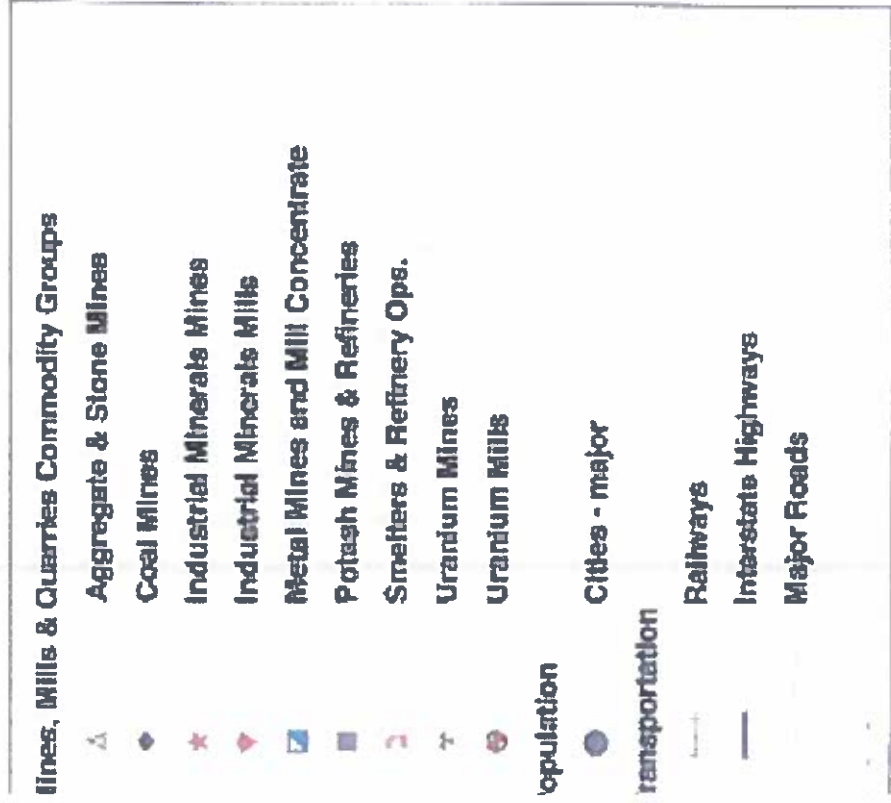 lines, Mills & Quarries Commodity Groups
Aggregate & Stone Mines
Coal Mines
Industrial Minerals Mines
Industrial Minerals Mills
Metal Mines and Mill Concentrate
Potash Mines & Refineries
Smelters & Refinery Ops.
Uranium Mines
Uranium Mills
opulation
Cities - major
ransportation
Railways
Interstate Highways
Major Roads